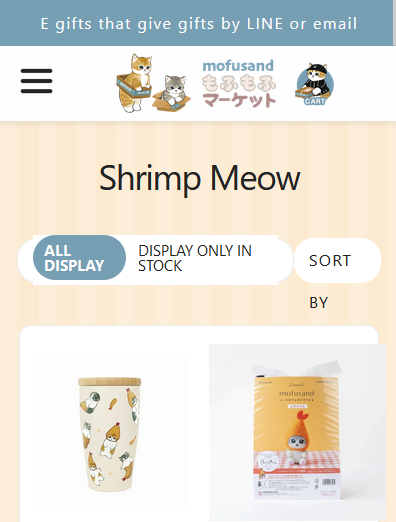 E gifts that give gifts by LINE or email
mofusand
もふもふ
マーケット
CART
Shrimp Meow
ALL
DISPLAY
DISPLAY ONLY IN
STOCK
SORT
BY
mofusand